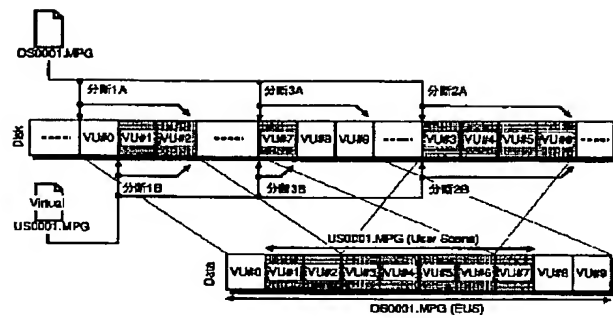 DS0001.MPG
分断1A
分断3A
分断2A
Disk
VU#0
VU#1
VU#2
VU#7
VU#8
VU#9
VU#3
VU#4
VU#5
VU#6
Virtual
US0001.MPG
分断1B
分断3B
分断2B
US0001.MPG (User Scene)
Data
VU#0
VU#1
VU#2
VU#3
VU#4
VU#5
VU#6
VU#7
VU#8
VU#9
DS0001.MPG (EUS)